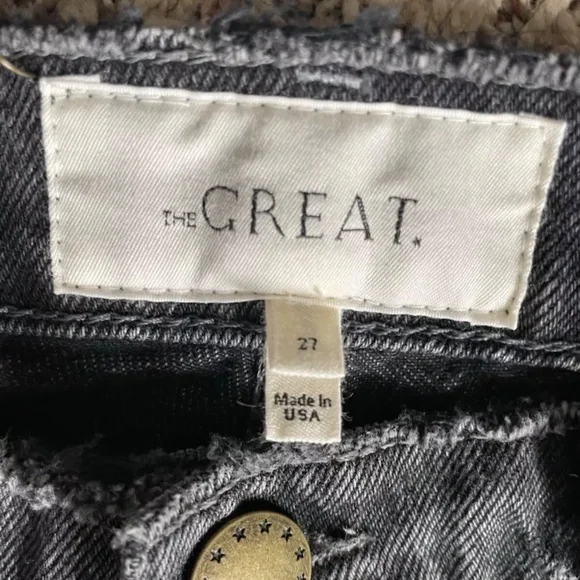 THE GREAT.
27
Made In
USA